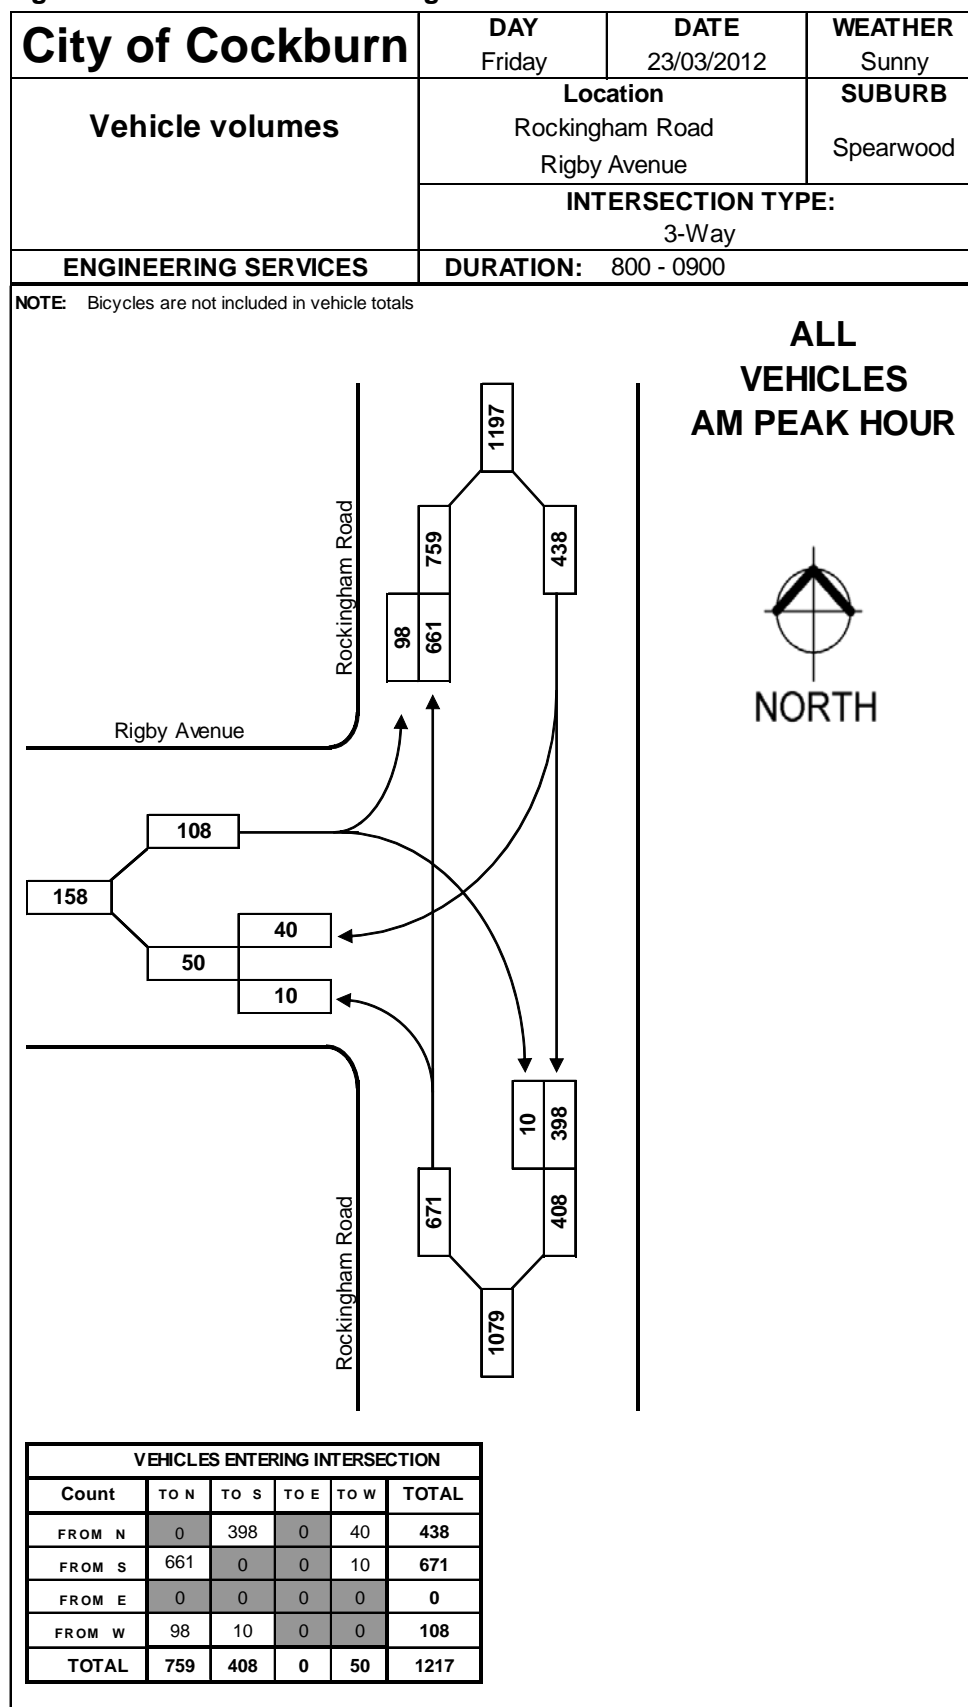 City of Cockburn
DAY
DATE
WEATHER
Friday
23/03/2012
Sunny
Vehicle volumes
Location
SUBURB
Rockingham Road
Rigby Avenue
Spearwood
INTERSECTION TYPE:
3-Way
ENGINEERING SERVICES
DURATION: 800 - 0900
NOTE: Bicycles are not included in vehicle totals
ALL
VEHICLES
AM PEAK HOUR
1197
759
438
98
661
Rockingham Road
NORTH
Rigby Avenue
108
158
40
50
10
10
398
671
408
Rockingham Road
1079
VEHICLES ENTERING INTERSECTION
Count TO N TO S TO E TO W TOTAL
FROM N 0 398 0 40 438
FROM S 661 0 0 10 671
FROM E 0 0 0 0 0
FROM W 98 10 0 0 108
TOTAL 759 408 0 50 1217